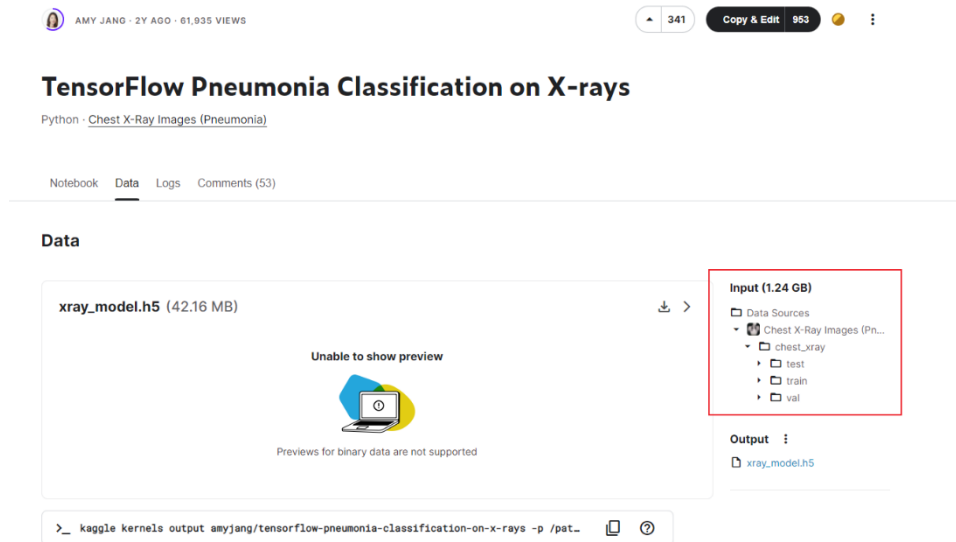 AMY JANG · 2Y AGO · 61,935 VIEWS
341
Copy & Edit 953
TensorFlow Pneumonia Classification on X-rays
Python · Chest X-Ray Images (Pneumonia)
Notebook Data Logs Comments (53)
Data
xray_model.h5 (42.16 MB)
Unable to show preview
Previews for binary data are not supported
>_ kaggle kernels output amyjang/tensorflow-pneumonia-classification-on-x-rays -p /pat…
Input (1.24 GB)
Data Sources
Chest X-Ray Images (Pn...
chest_xray
test
train
val
Output
xray_model.h5